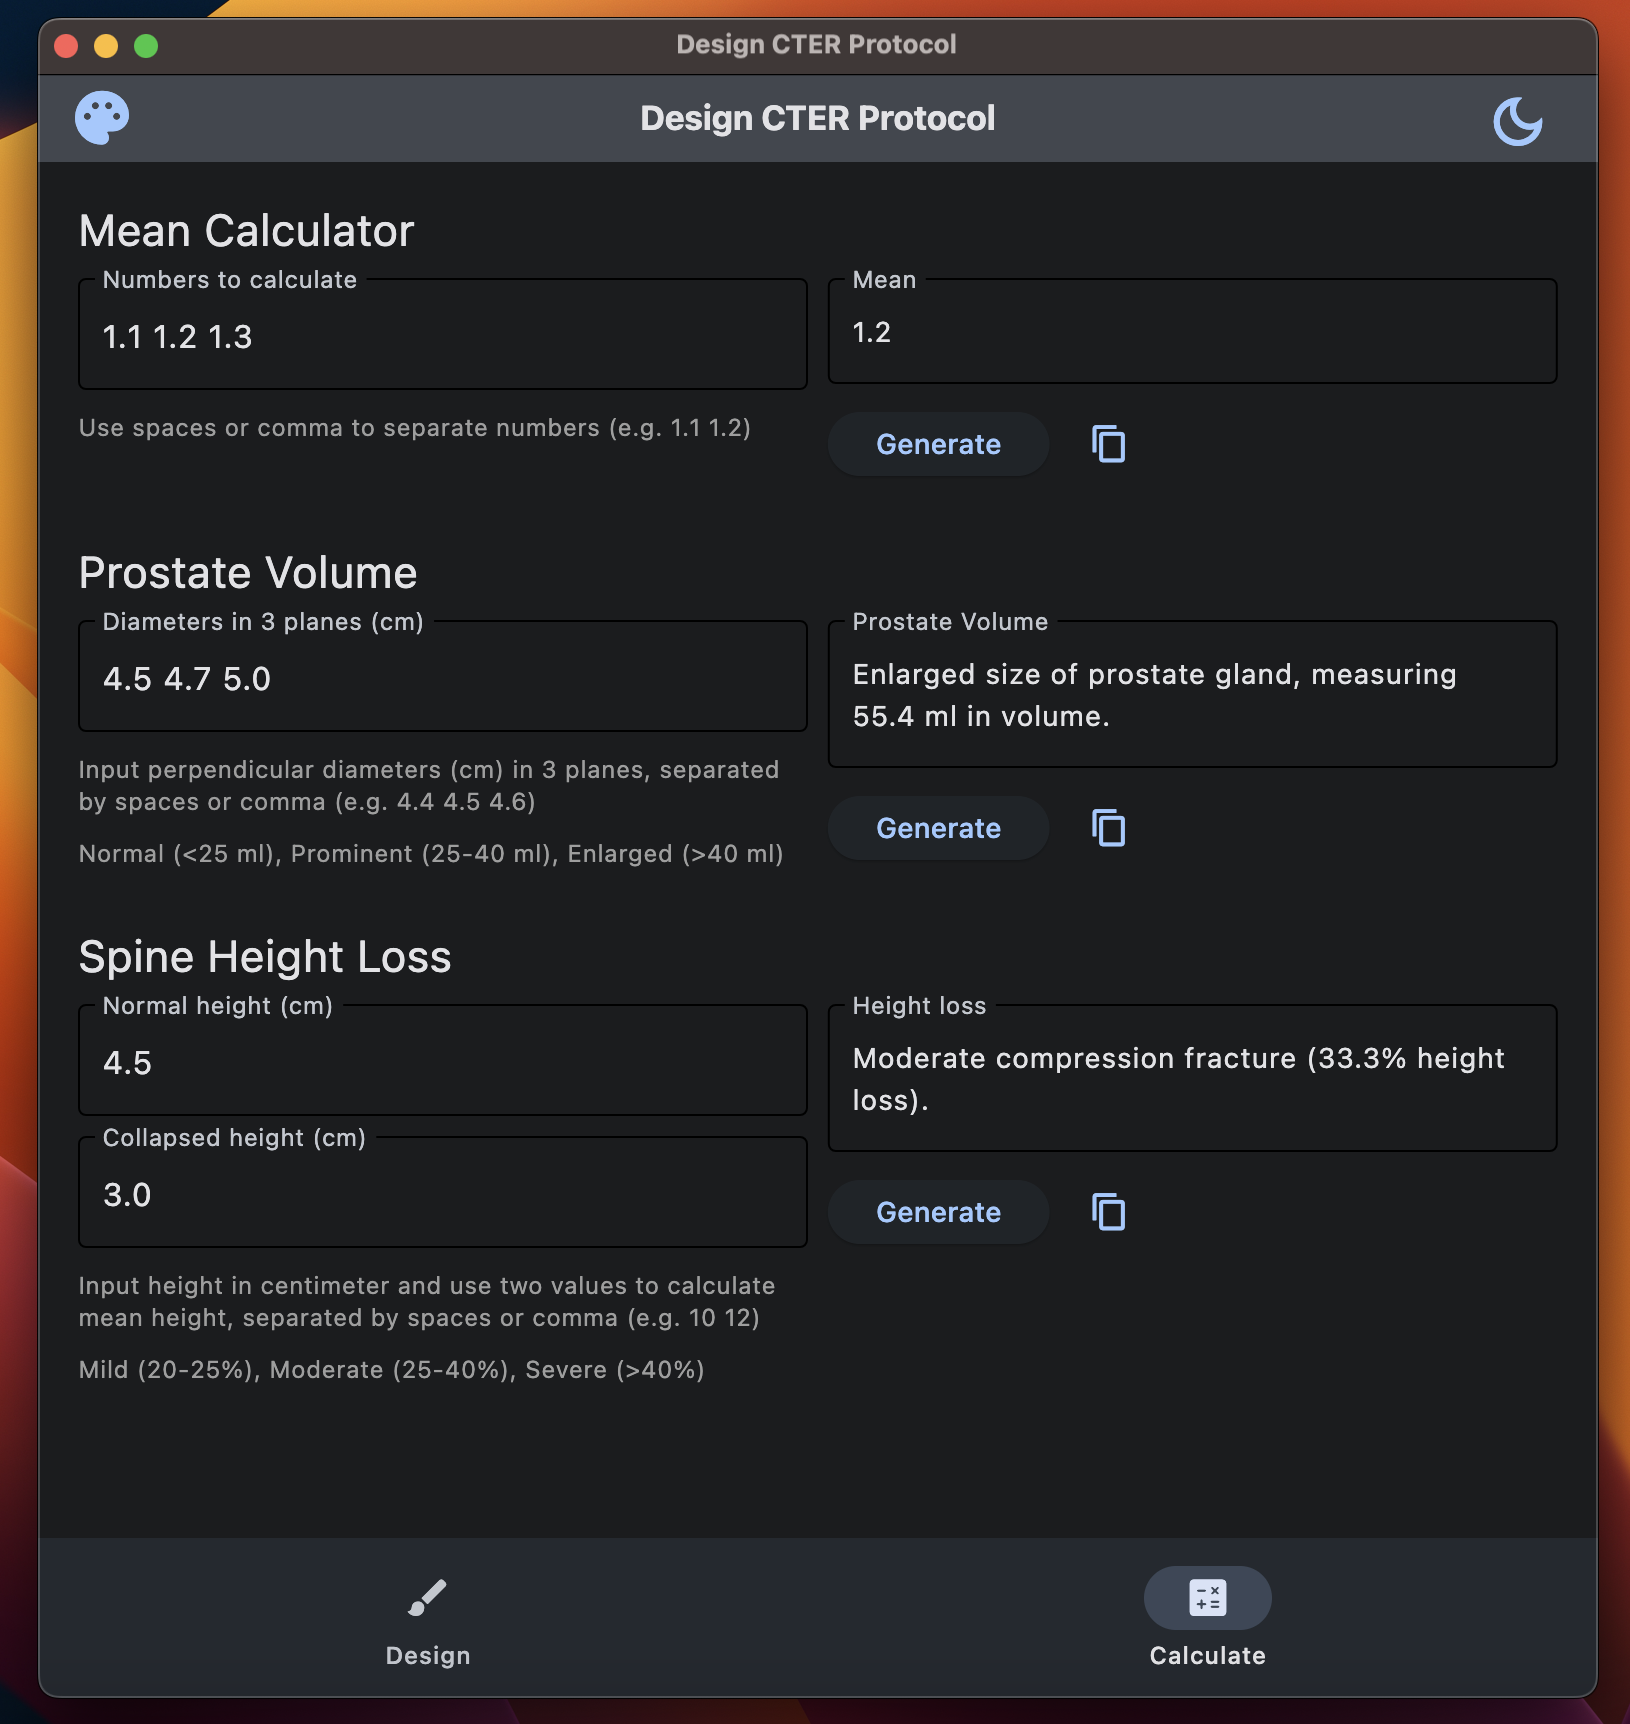 Design CTER Protocol
Design CTER Protocol
Mean Calculator
Numbers to calculate
1.1 1.2 1.3
Use spaces or comma to separate numbers (e.g. 1.1 1.2)
Mean
1.2
Generate
Prostate Volume
Diameters in 3 planes (cm)
4.5 4.7 5.0
Input perpendicular diameters (cm) in 3 planes, separated
by spaces or comma (e.g. 4.4 4.5 4.6)
Normal (<25 ml), Prominent (25-40 ml), Enlarged (>40 ml)
Prostate Volume
Enlarged size of prostate gland, measuring
55.4 ml in volume.
Generate
Spine Height Loss
Normal height (cm)
4.5
Collapsed height (cm)
3.0
Input height in centimeter and use two values to calculate
mean height, separated by spaces or comma (e.g. 10 12)
Mild (20-25%), Moderate (25-40%), Severe (>40%)
Height loss
Moderate compression fracture (33.3% height
loss).
Generate
Design
Calculate